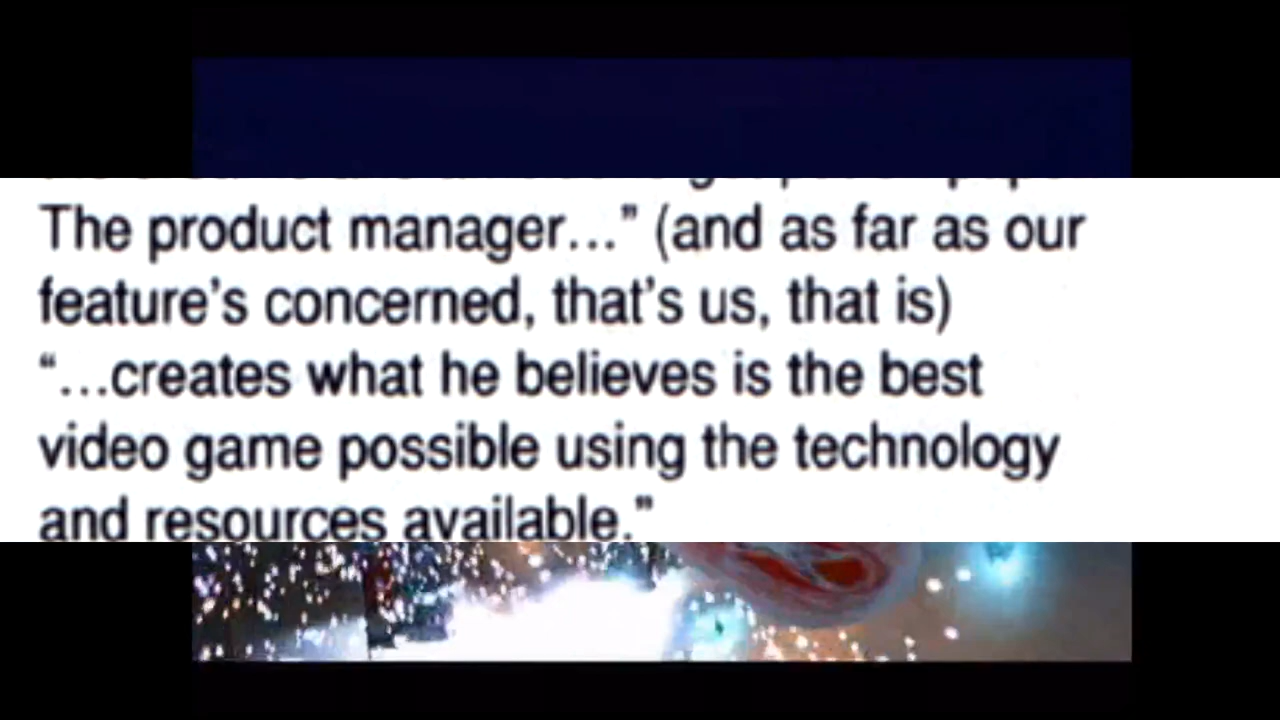 The product manager…” (and as far as our
feature’s concerned, that’s us, that is)
“…creates what he believes is the best
video game possible using the technology
and resources available.”